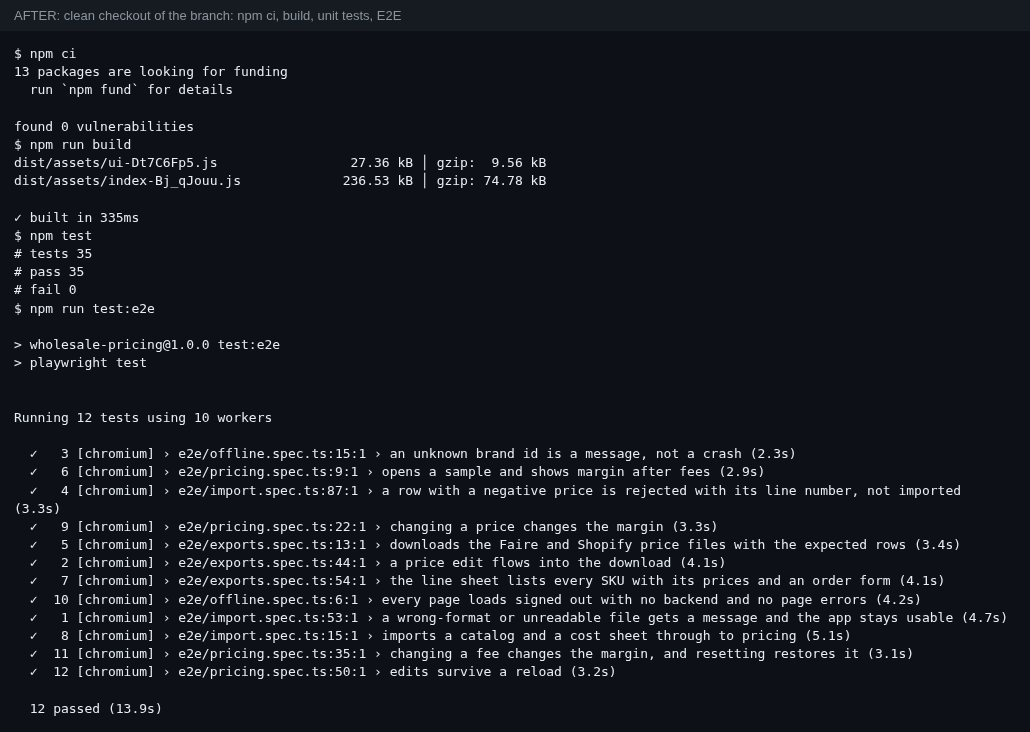 AFTER: clean checkout of the branch: npm ci, build, unit tests, E2E
$ npm ci
13 packages are looking for funding
  run `npm fund` for details
found 0 vulnerabilities
$ npm run build
dist/assets/ui-Dt7C6Fp5.js                 27.36 kB │ gzip:  9.56 kB
dist/assets/index-Bj_qJouu.js             236.53 kB │ gzip: 74.78 kB
✓ built in 335ms
$ npm test
# tests 35
# pass 35
# fail 0
$ npm run test:e2e
> wholesale-pricing@1.0.0 test:e2e
> playwright test
Running 12 tests using 10 workers
  ✓   3 [chromium] › e2e/offline.spec.ts:15:1 › an unknown brand id is a message, not a crash (2.3s)
  ✓   6 [chromium] › e2e/pricing.spec.ts:9:1 › opens a sample and shows margin after fees (2.9s)
  ✓   4 [chromium] › e2e/import.spec.ts:87:1 › a row with a negative price is rejected with its line number, not imported
(3.3s)
  ✓   9 [chromium] › e2e/pricing.spec.ts:22:1 › changing a price changes the margin (3.3s)
  ✓   5 [chromium] › e2e/exports.spec.ts:13:1 › downloads the Faire and Shopify price files with the expected rows (3.4s)
  ✓   2 [chromium] › e2e/exports.spec.ts:44:1 › a price edit flows into the download (4.1s)
  ✓   7 [chromium] › e2e/exports.spec.ts:54:1 › the line sheet lists every SKU with its prices and an order form (4.1s)
  ✓  10 [chromium] › e2e/offline.spec.ts:6:1 › every page loads signed out with no backend and no page errors (4.2s)
  ✓   1 [chromium] › e2e/import.spec.ts:53:1 › a wrong-format or unreadable file gets a message and the app stays usable (4.7s)
  ✓   8 [chromium] › e2e/import.spec.ts:15:1 › imports a catalog and a cost sheet through to pricing (5.1s)
  ✓  11 [chromium] › e2e/pricing.spec.ts:35:1 › changing a fee changes the margin, and resetting restores it (3.1s)
  ✓  12 [chromium] › e2e/pricing.spec.ts:50:1 › edits survive a reload (3.2s)
  12 passed (13.9s)